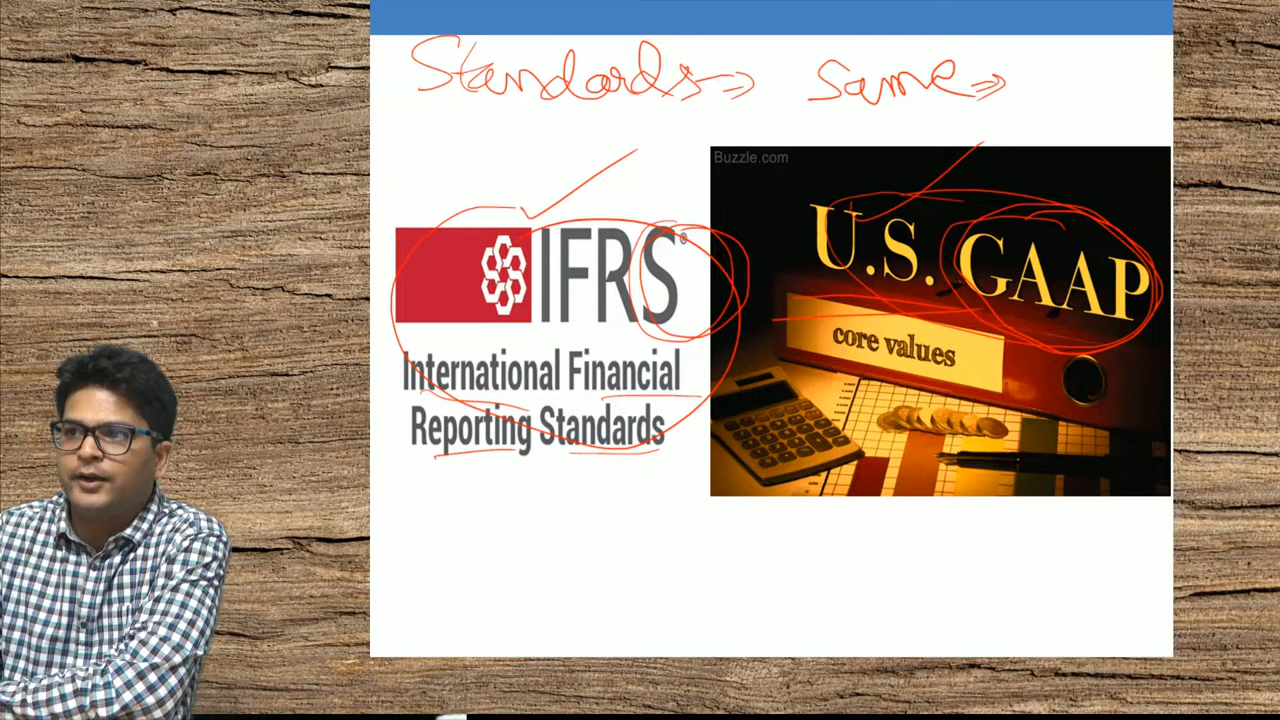 Standards => Same =>
Buzzle.com
IFRS®
International Financial
Reporting Standards
U.S. GAAP
core values